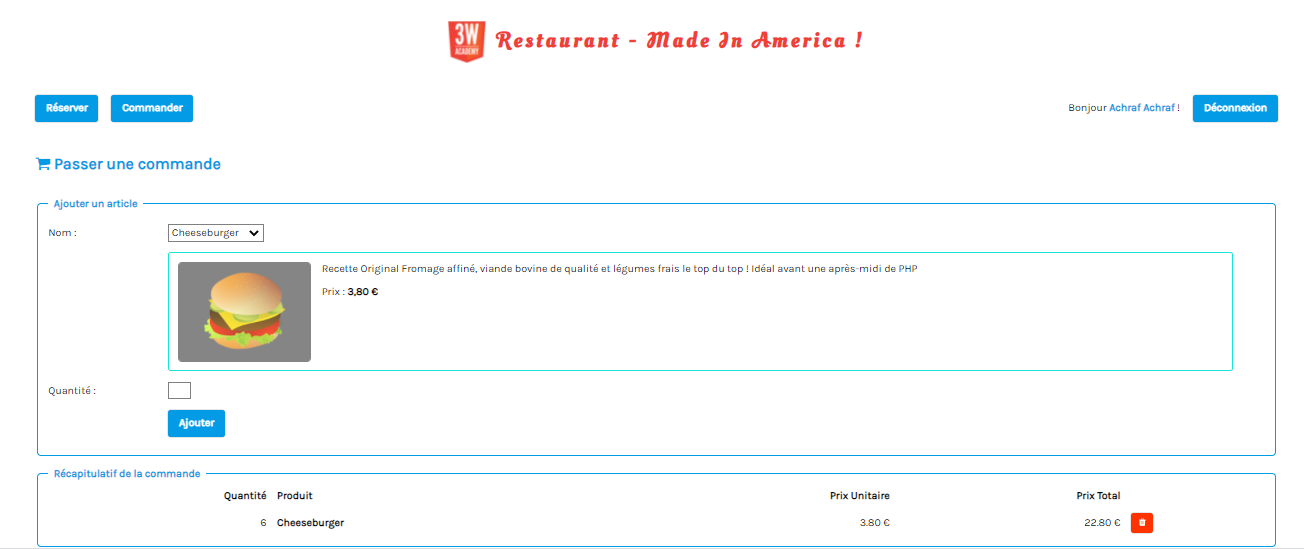 3W
ACADEMY
Restaurant - Made In America !
Réserver Commander Bonjour Achraf Achraf ! Déconnexion
Passer une commande
Ajouter un article
Nom : Cheeseburger
Recette Original Fromage affiné, viande bovine de qualité et légumes frais le top du top ! Idéal avant une après-midi de PHP
Prix : 3,80 €
Quantité :
Ajouter
Récapitulatif de la commande
Quantité Produit Prix Unitaire Prix Total
6 Cheeseburger 3.80 € 22.80 €